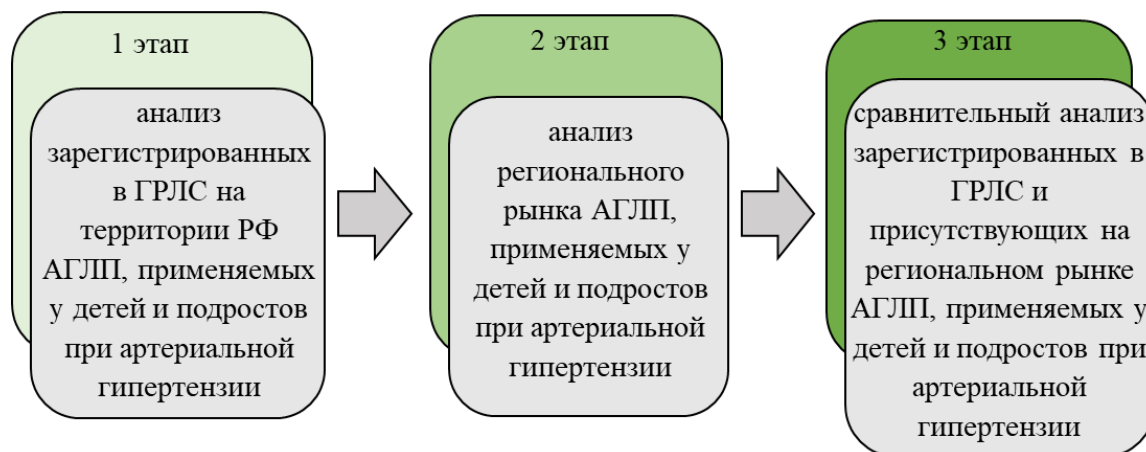 1 этап
анализ
зарегистрированных
в ГРЛС на
территории РФ
АГЛП, применяемых
у детей и подростов
при артериальной
гипертензии
2 этап
анализ
регионального
рынка АГЛП,
применяемых у
детей и подростов
при артериальной
гипертензии
3 этап
сравнительный анализ
зарегистрированных в
ГРЛС и
присутствующих на
региональном рынке
АГЛП, применяемых у
детей и подростов при
артериальной
гипертензии